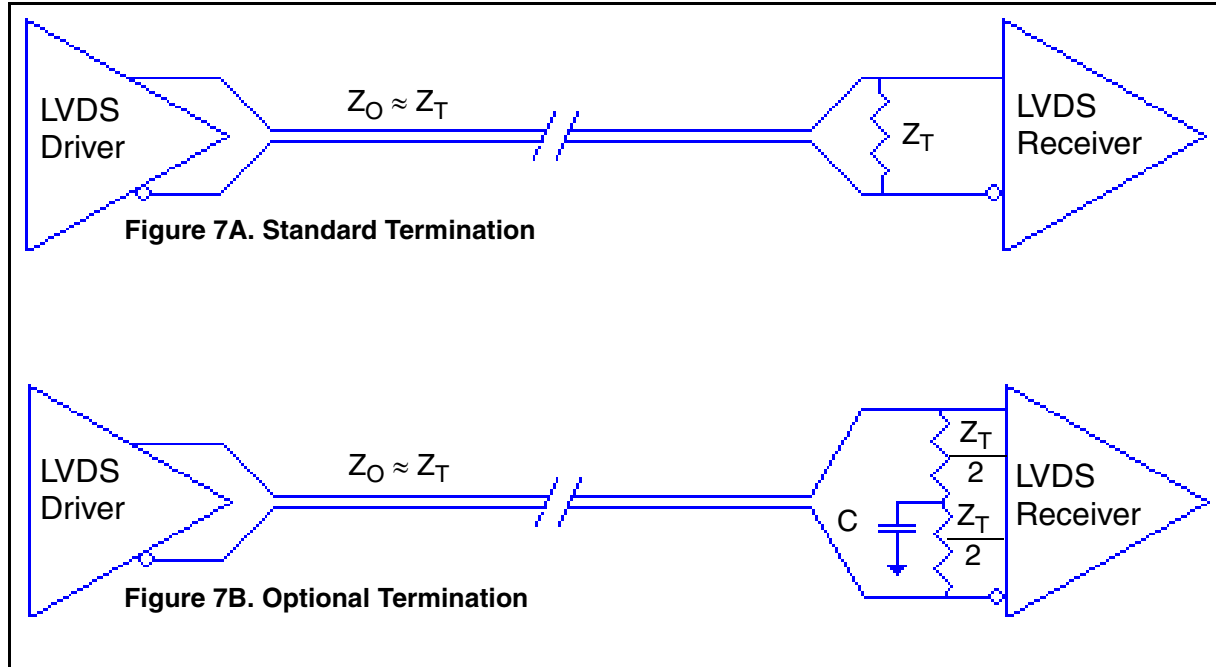 LVDS
Driver
Z_O ≈ Z_T
Z_T
LVDS
Receiver
Figure 7A. Standard Termination
LVDS
Driver
Z_O ≈ Z_T
C
Z_T
2
Z_T
2
LVDS
Receiver
Figure 7B. Optional Termination